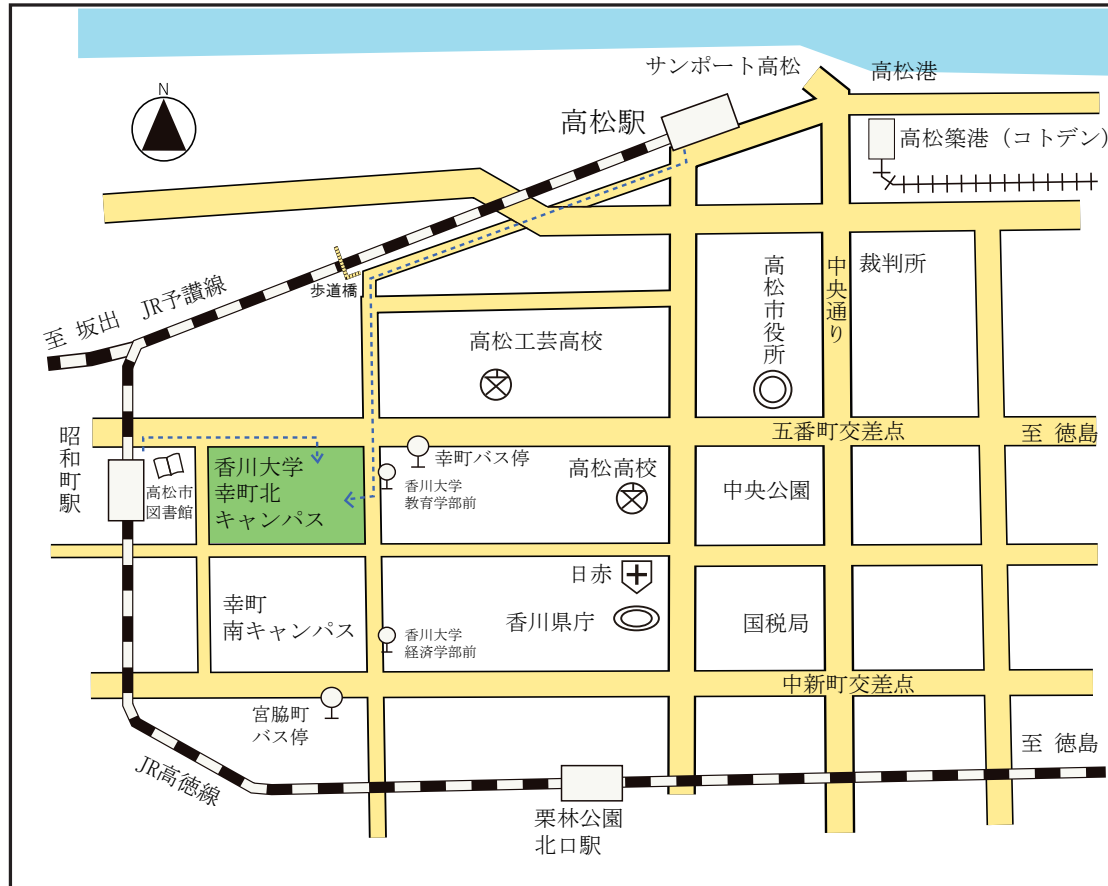 サンポート高松
高松港
N
高松駅
高松築港（コトデン）
歩道橋
至 坂出 JR予讃線
高松市役所
中央通り
裁判所
高松工芸高校
五番町交差点
至 徳島
昭和町駅
高松市
図書館
香川大学
幸町北
キャンパス
幸町バス停
香川大学
教育学部前
高松高校
中央公園
日赤
幸町
南キャンパス
香川大学
経済学部前
香川県庁
国税局
中新町交差点
宮脇町
バス停
至 徳島
JR高徳線
栗林公園
北口駅